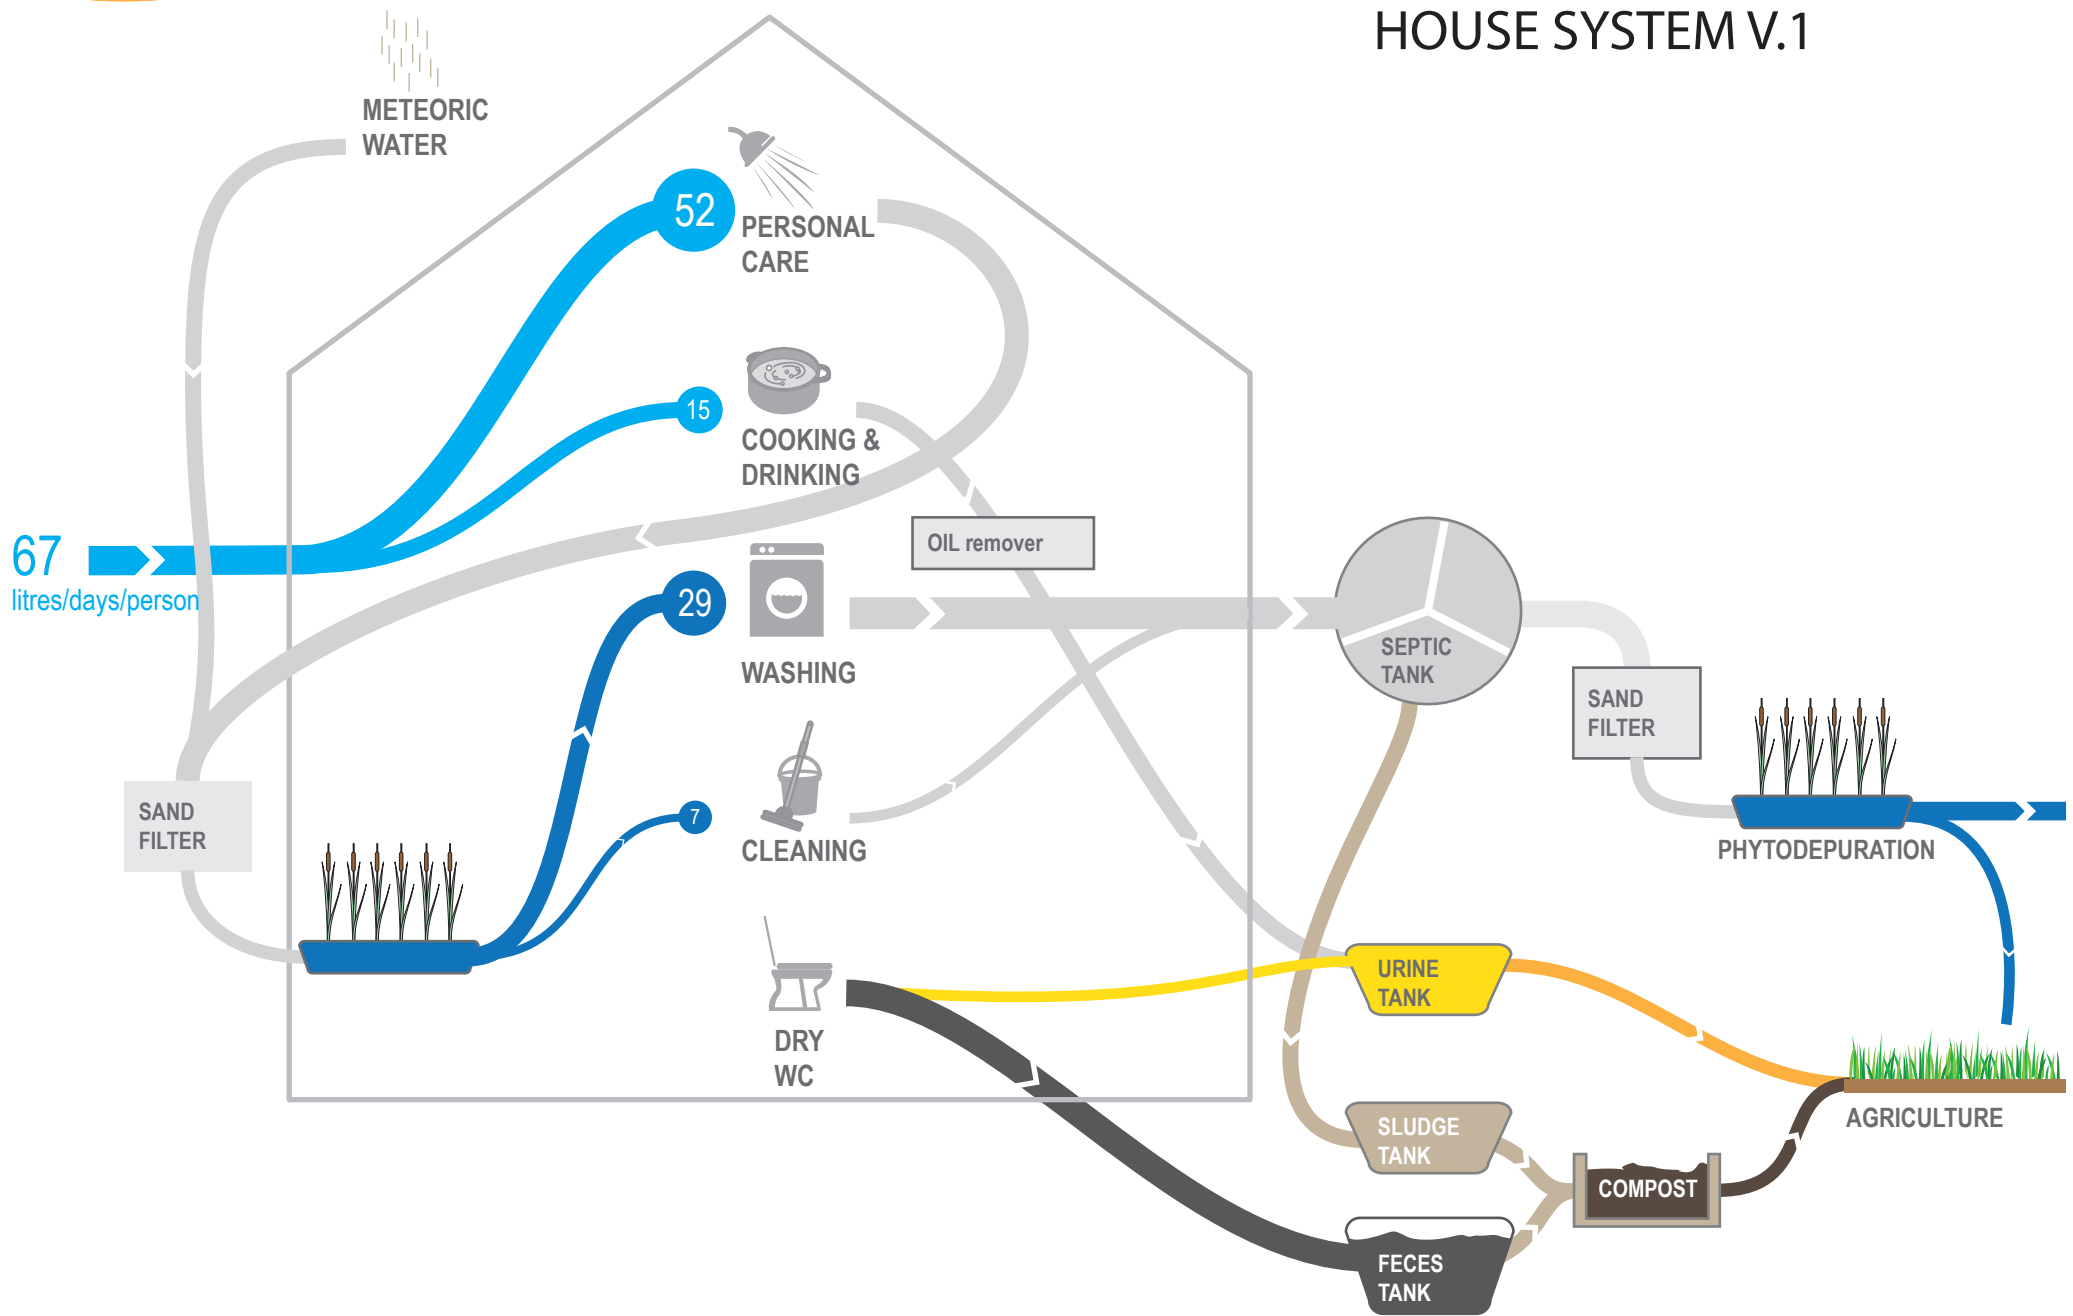 HOUSE SYSTEM V.1
METEORIC
WATER
52
PERSONAL
CARE
15
COOKING &
DRINKING
67
litres/days/person
OIL remover
29
WASHING
SEPTIC
TANK
SAND
FILTER
SAND
FILTER
7
CLEANING
PHYTODEPURATION
URINE
TANK
DRY
WC
AGRICULTURE
SLUDGE
TANK
COMPOST
FECES
TANK